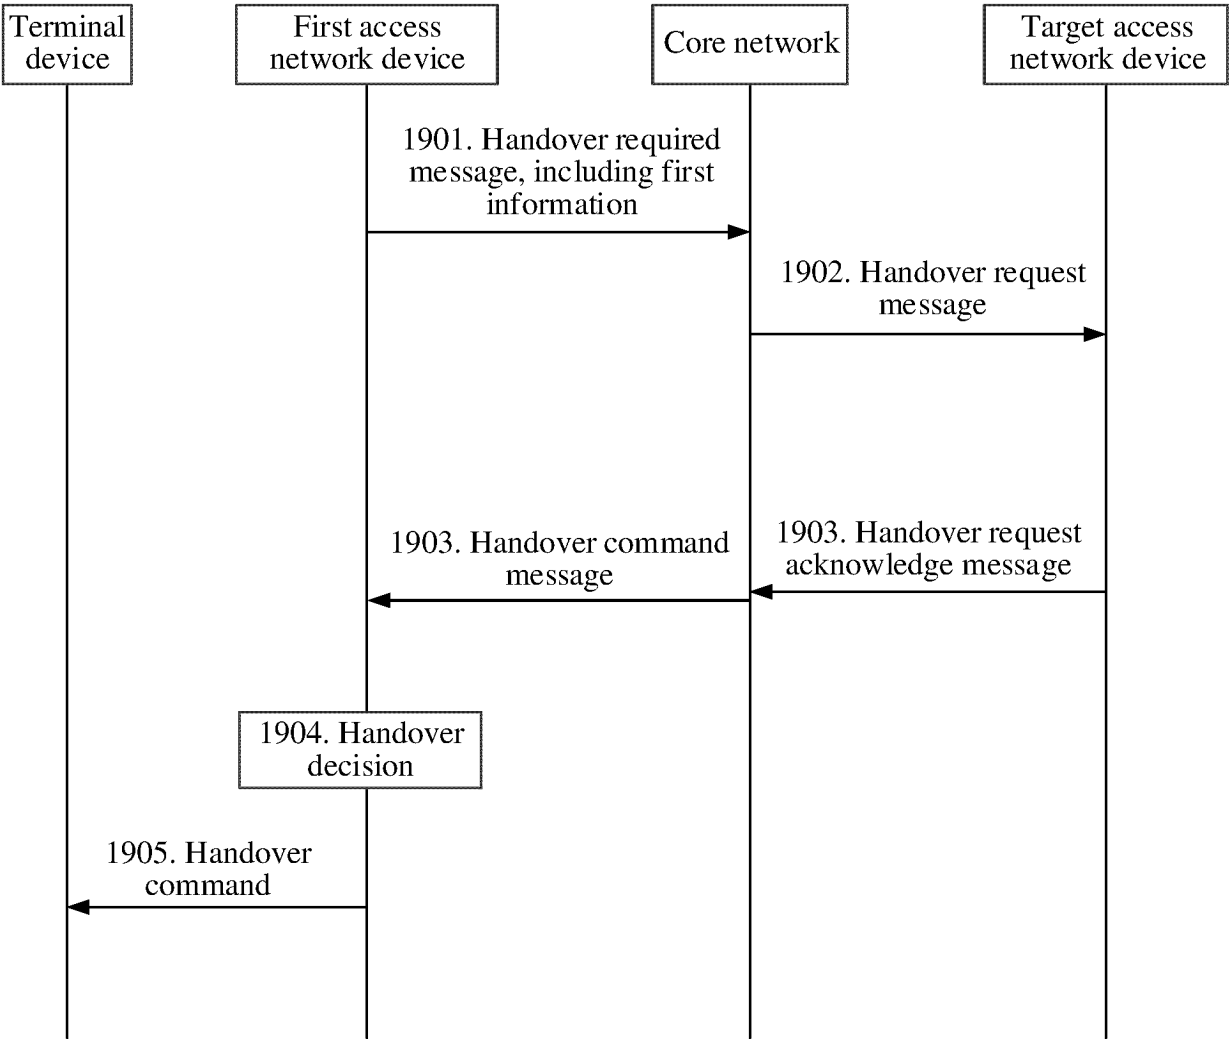 Terminal
device
First access
network device
Core network
Target access
network device
1901. Handover required
message, including first
information
1902. Handover request
message
1903. Handover command
message
1903. Handover request
acknowledge message
1904. Handover
decision
1905. Handover
command